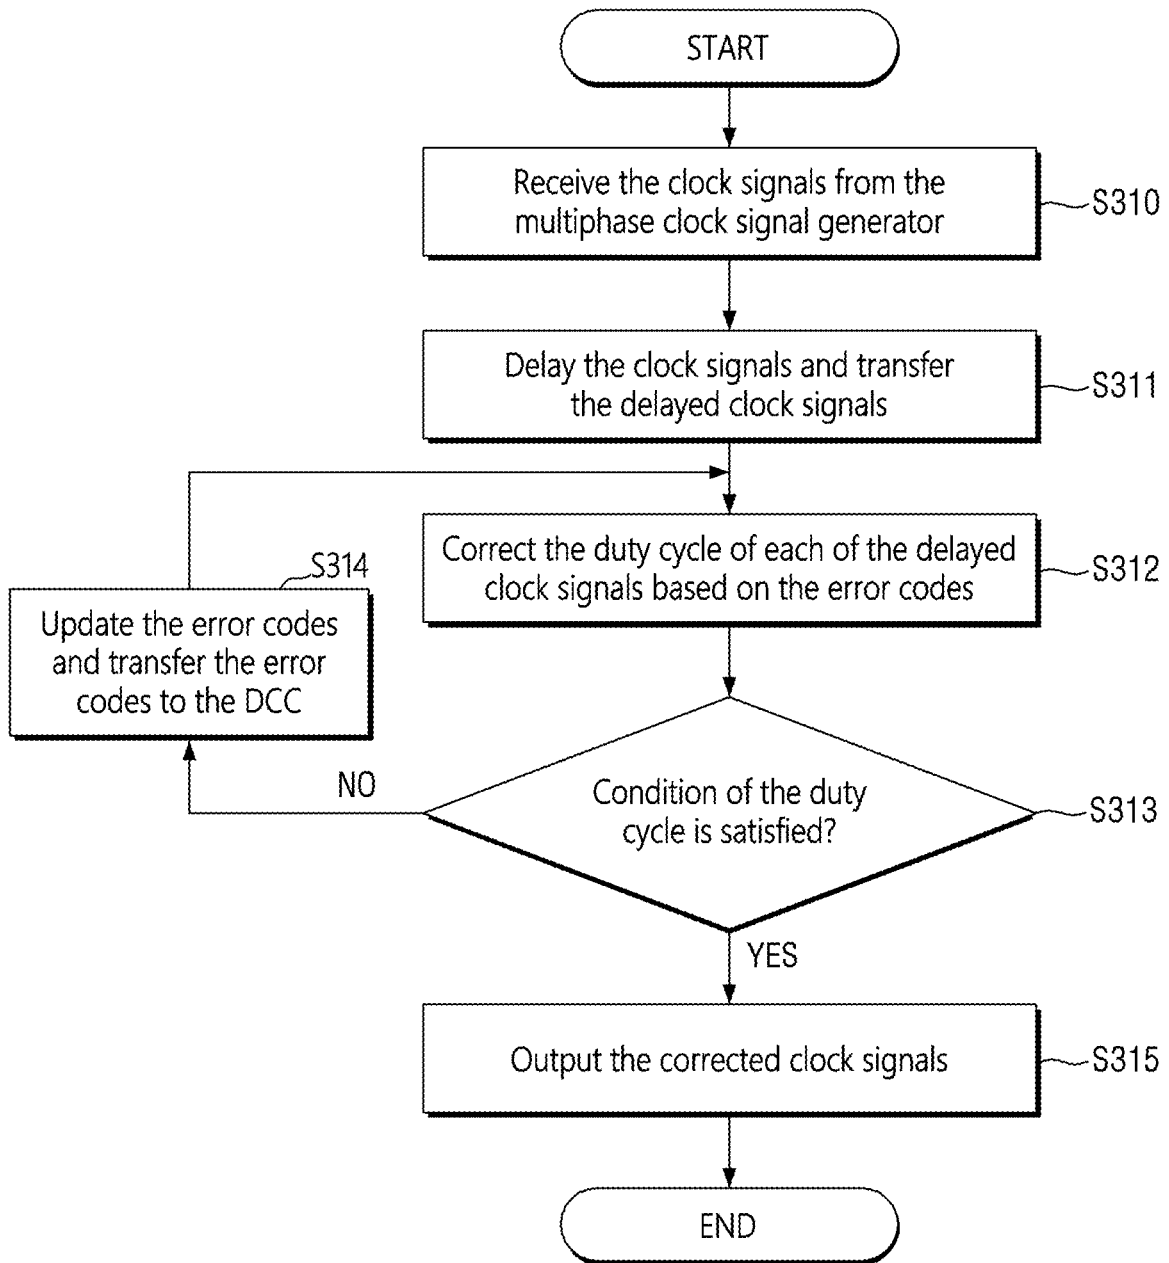 START
Receive the clock signals from the
multiphase clock signal generator
S310
Delay the clock signals and transfer
the delayed clock signals
S311
Correct the duty cycle of each of the delayed
clock signals based on the error codes
S312
S314
Update the error codes
and transfer the error
codes to the DCC
NO
Condition of the duty
cycle is satisfied?
S313
YES
Output the corrected clock signals
S315
END